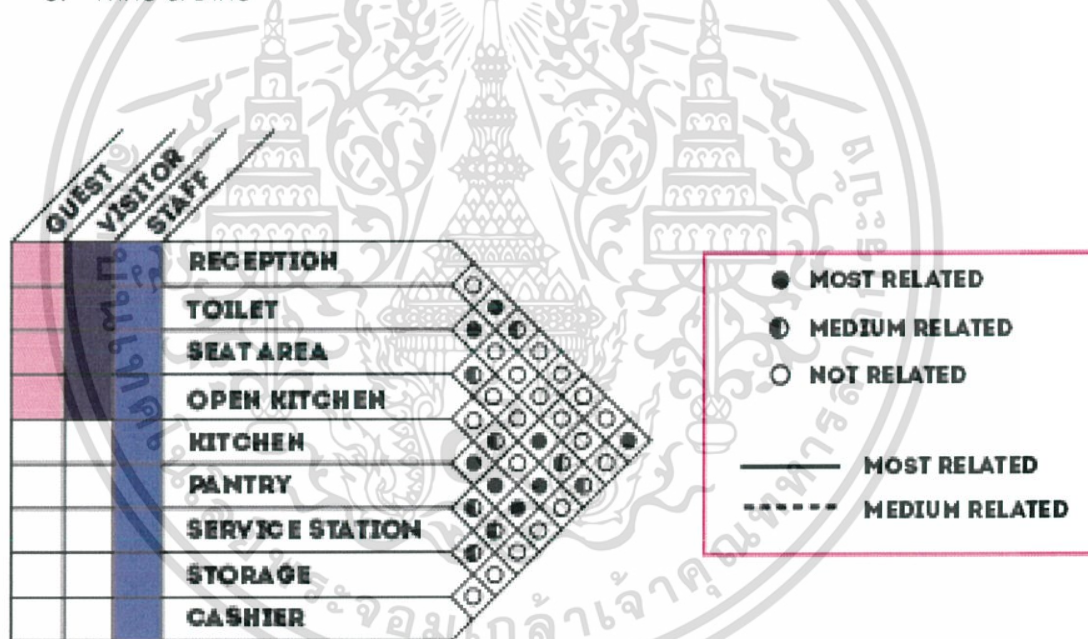 GUEST
VISITOR
STAFF
RECEPTION
TOILET
SEAT AREA
OPEN KITCHEN
KITCHEN
PANTRY
SERVICE STATION
STORAGE
CASHIER
MOST RELATED
MEDIUM RELATED
NOT RELATED
MOST RELATED
MEDIUM RELATED